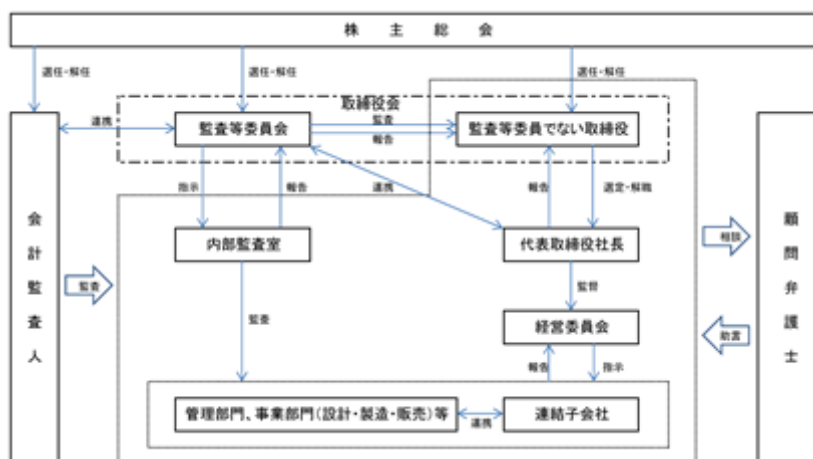 株主総会
選任・解任
選任・解任
選任・解任
取締役会
連携
監査等委員会
監査
報告
監査等委員でない取締役
指示
報告
連携
報告
選定・解職
会計監査人
内部監査室
代表取締役社長
相談
顧問弁護士
監査
監督
監査
経営委員会
助言
報告
指示
管理部門、事業部門(設計・製造・販売)等
連携
連結子会社